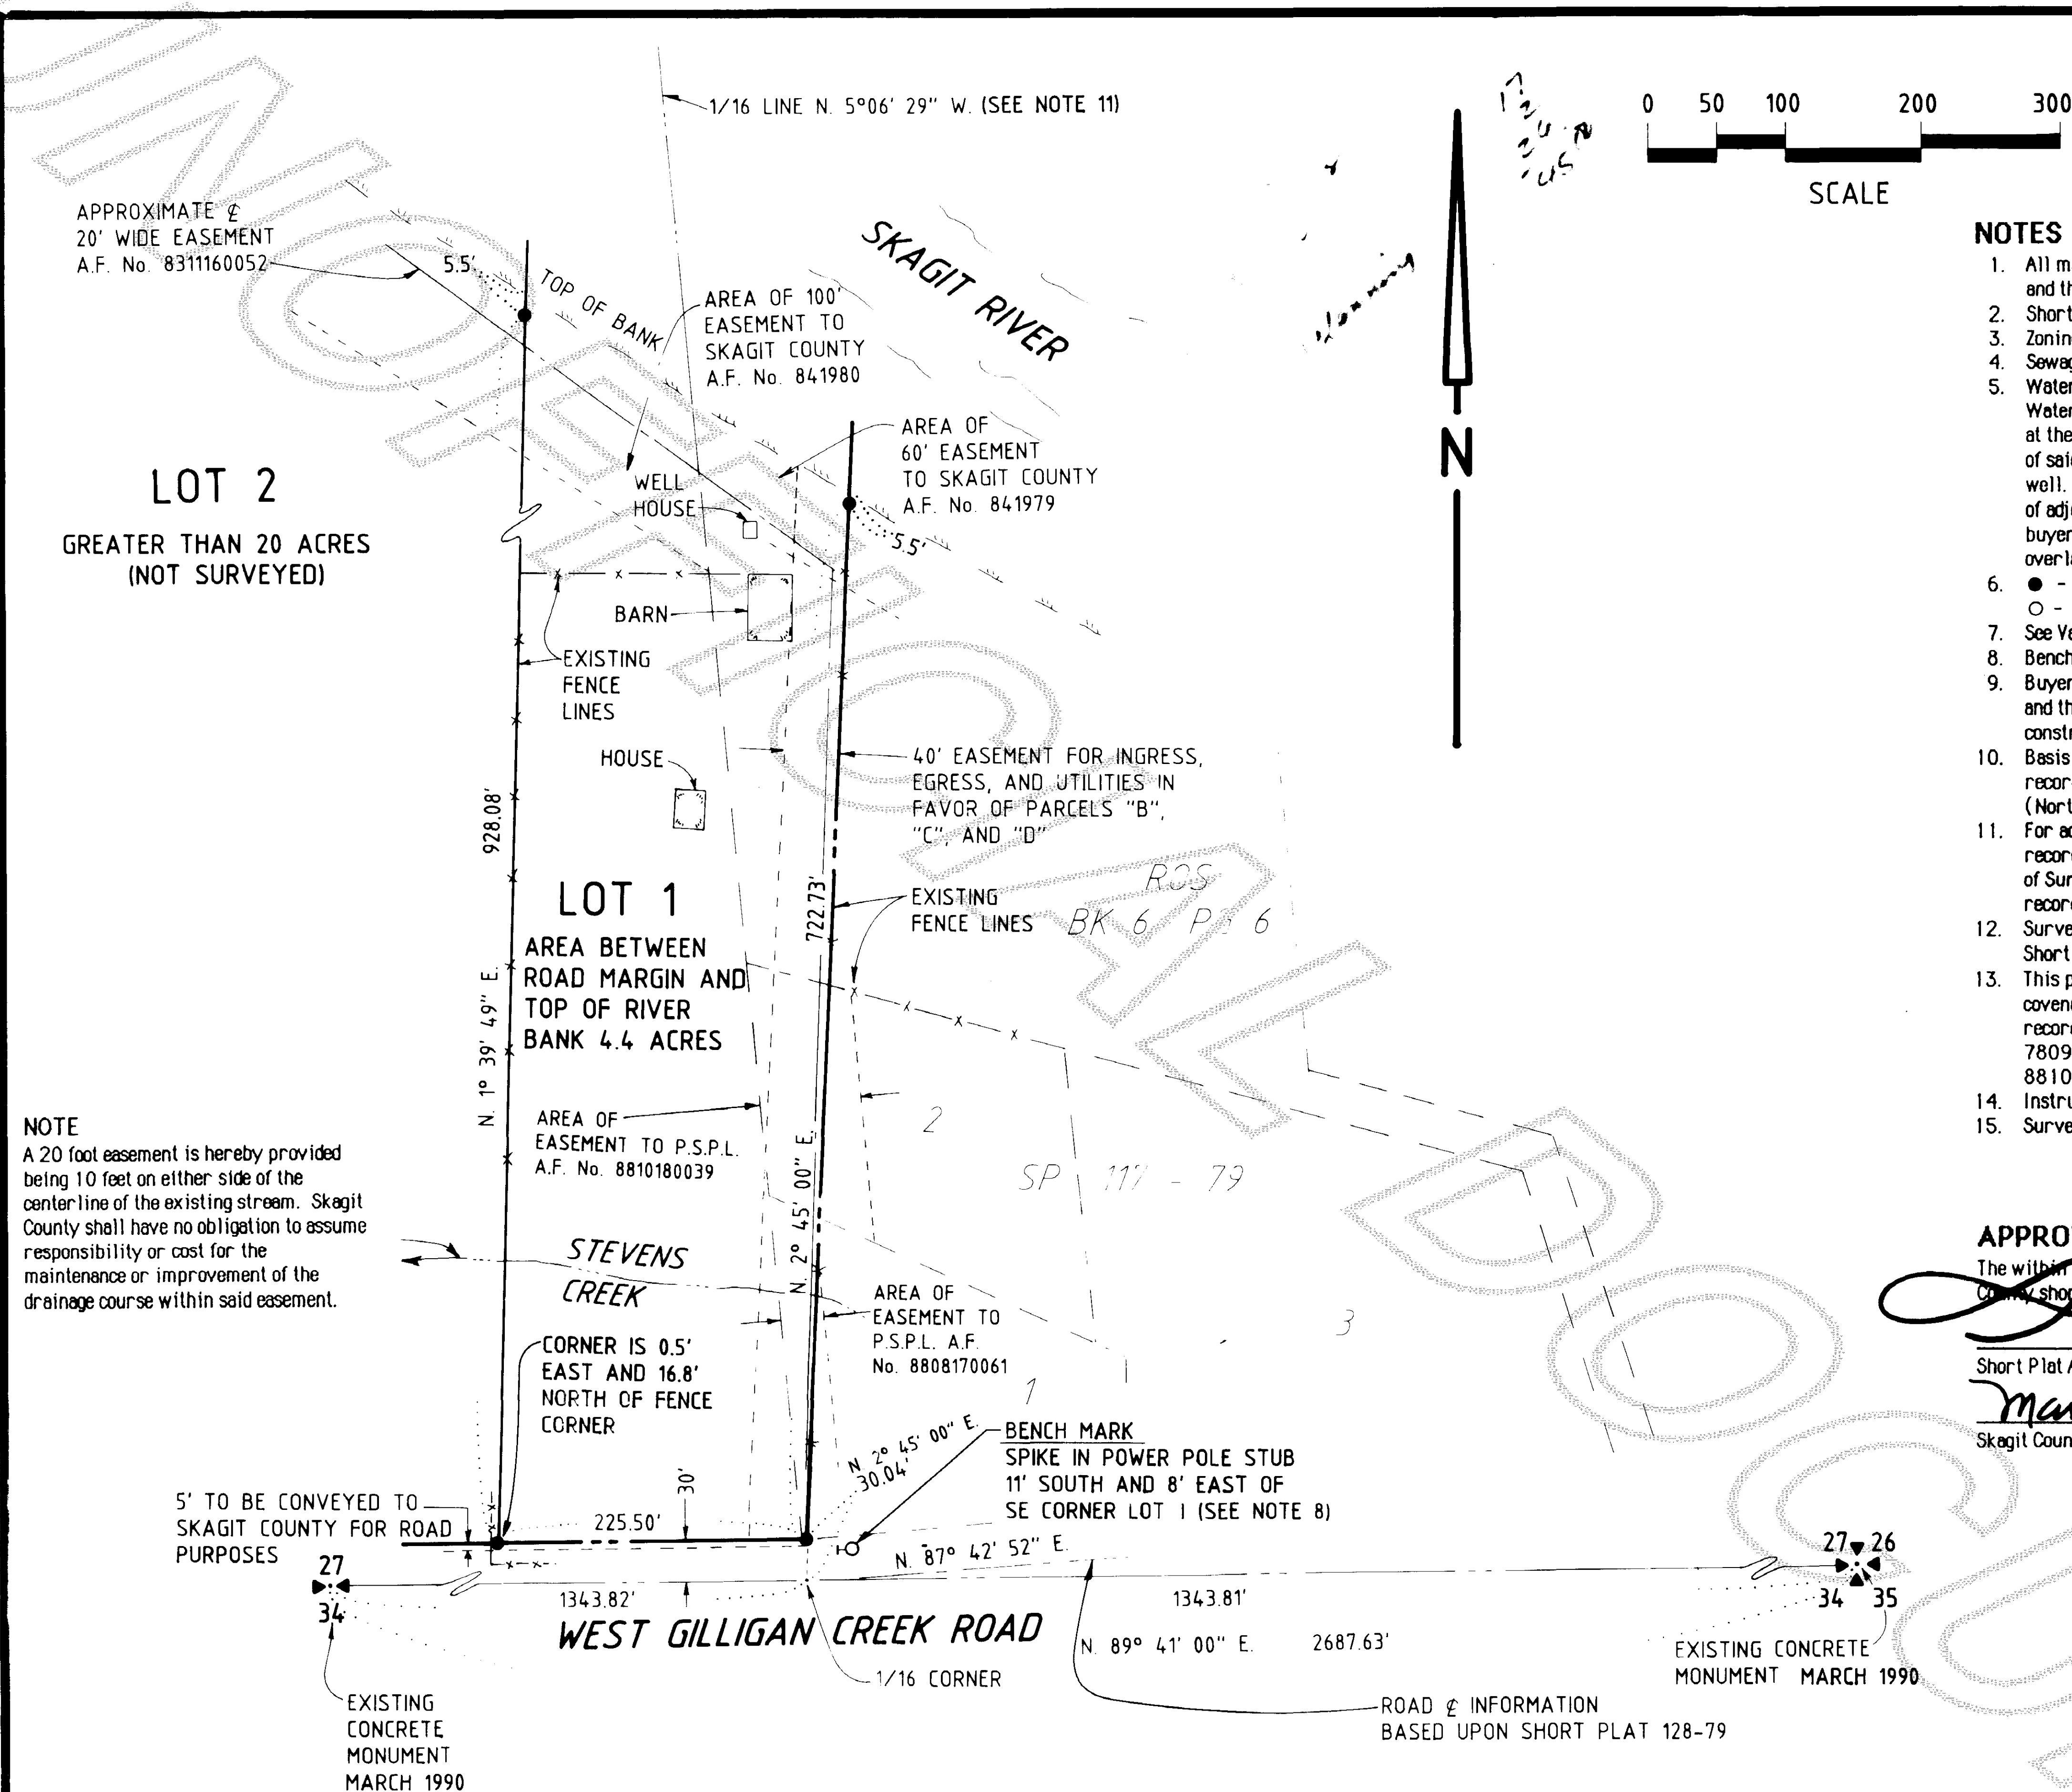 1/16 LINE N. 5°06' 29" W. (SEE NOTE 11)
0 50 100 200 300
SCALE
APPROXIMATE ℄
20' WIDE EASEMENT
A.F. No. 8311160052
5.5'
TOP OF BANK
AREA OF 100'
EASEMENT TO
SKAGIT COUNTY
A.F. No. 841980
SKAGIT RIVER
AREA OF
60' EASEMENT
TO SKAGIT COUNTY
A.F. No. 841979
5.5'
N
LOT 2
GREATER THAN 20 ACRES
(NOT SURVEYED)
WELL
HOUSE
BARN
EXISTING
FENCE
LINES
HOUSE
40' EASEMENT FOR INGRESS,
EGRESS, AND UTILITIES IN
FAVOR OF PARCELS "B",
"C", AND "D"
928.08'
N. 1° 39' 49" E.
LOT 1
AREA BETWEEN
ROAD MARGIN AND
TOP OF RIVER
BANK 4.4 ACRES
722.73'
N. 2° 45' 00" E.
EXISTING
FENCE LINES
ROS
BK 6 PG 6
AREA OF
EASEMENT TO P.S.P.L.
A.F. No. 8810180039
2
SP 117 - 79
3
1
NOTE
A 20 foot easement is hereby provided
being 10 feet on either side of the
centerline of the existing stream. Skagit
County shall have no obligation to assume
responsibility or cost for the
maintenance or improvement of the
drainage course within said easement.
STEVENS
CREEK
AREA OF
EASEMENT TO
P.S.P.L. A.F.
No. 8808170061
CORNER IS 0.5'
EAST AND 16.8'
NORTH OF FENCE
CORNER
N 2° 45' 00" E.
30.04'
BENCH MARK
SPIKE IN POWER POLE STUB
11' SOUTH AND 8' EAST OF
SE CORNER LOT 1 (SEE NOTE 8)
5' TO BE CONVEYED TO
SKAGIT COUNTY FOR ROAD
PURPOSES
225.50'
30'
N. 87° 42' 52" E.
27
34
1343.82'
1343.81'
27 26
34 35
WEST GILLIGAN CREEK ROAD
N. 89° 41' 00" E. 2687.63'
1/16 CORNER
EXISTING
CONCRETE
MONUMENT
MARCH 1990
EXISTING CONCRETE
MONUMENT MARCH 1990
ROAD ℄ INFORMATION
BASED UPON SHORT PLAT 128-79
NOTES
1. All m
and th
2. Short
3. Zonin
4. Sewag
5. Water
Water
at the
of said
well.
of adj
buyer
overla
6. ● -
○ -
7. See Va
8. Bench
9. Buyer
and th
constr
10. Basis
recor
(Nort
11. For ad
recor
of Sur
recor
12. Surve
Short
13. This p
covena
recor
7809
8810
14. Instru
15. Surve
APPRO
The within
County shor
Short Plat A
Skagit Coun
UNOFFICIAL DOCU